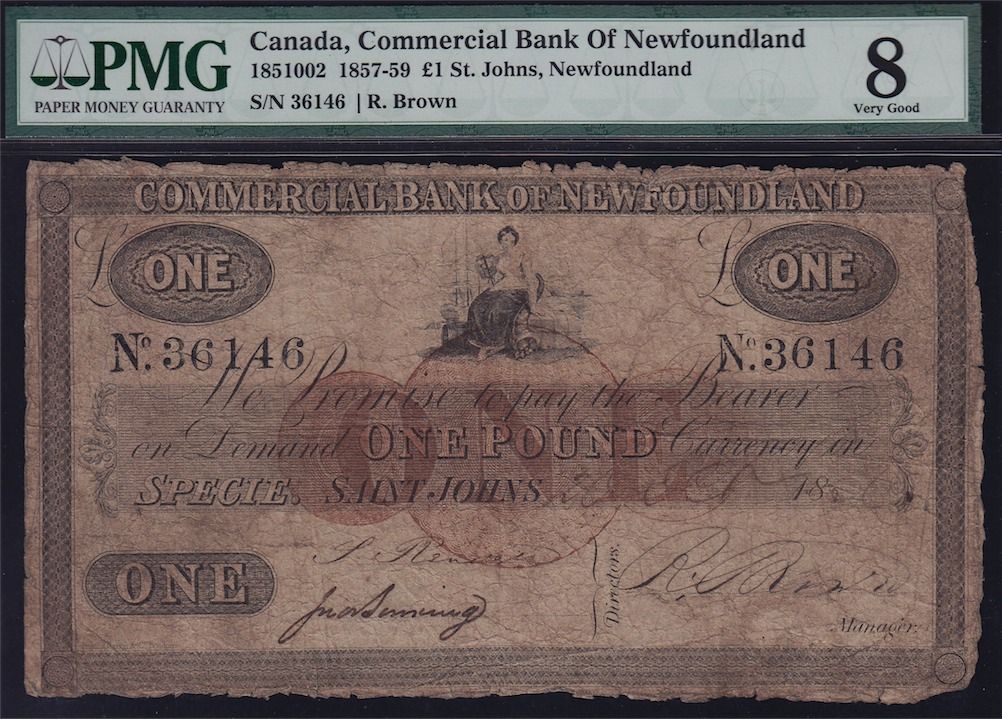 PMG
PAPER MONEY GUARANTY
Canada, Commercial Bank Of Newfoundland
1851002 1857-59 £1 St. Johns, Newfoundland
S/N 36146 | R. Brown
8
Very Good
COMMERCIAL BANK OF NEWFOUNDLAND
£ ONE £ ONE
No. 36146 No. 36146
We Promise to pay the Bearer
on Demand ONE POUND Currency in
ONE
SPECIE. SAINT JOHNS 18
ONE
Directors.
R. Brown
Manager.